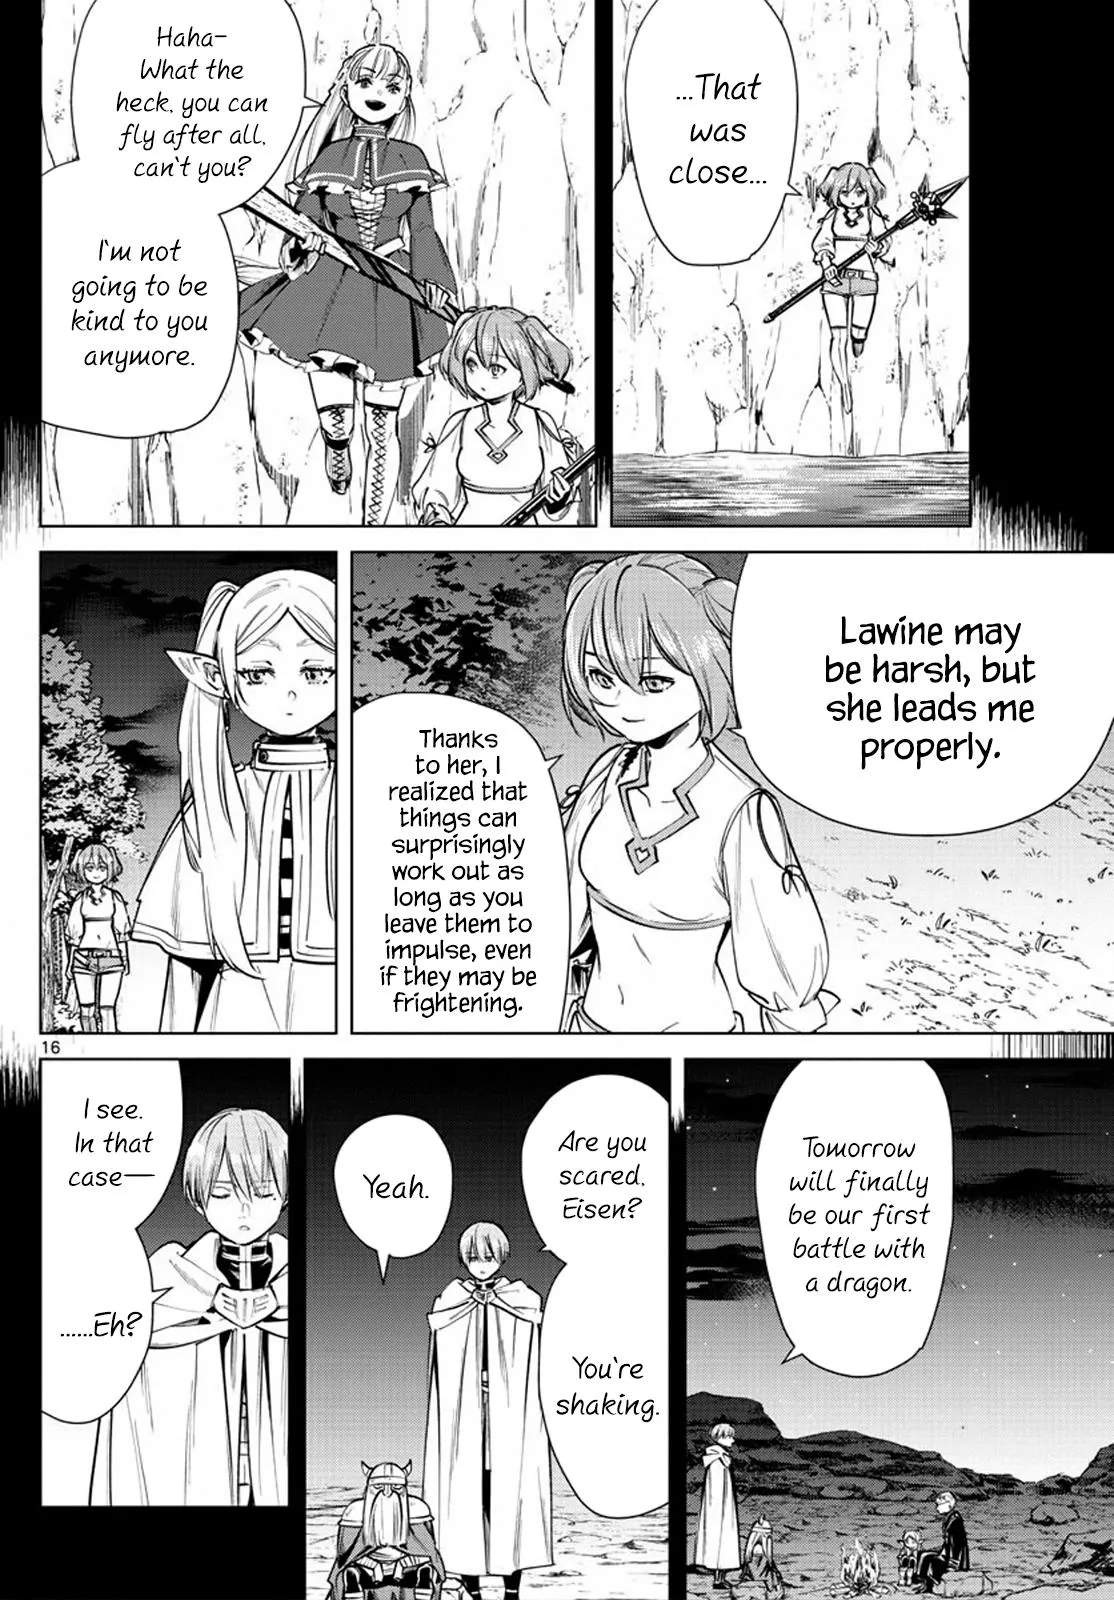 ...That
was
close...
Haha-
What the
heck, you can
fly after all,
can't you?
I'm not
going to be
kind to you
anymore.
Lawine may
be harsh, but
she leads me
properly.
Thanks
to her, I
realized that
things can
surprisingly
work out as
long as you
leave them to
impulse, even
if they may be
frightening.
16
Tomorrow
will finally
be our first
battle with
a dragon.
Are you
scared,
Eisen?
You're
shaking.
Yeah.
I see.
In that
case—
......Eh?